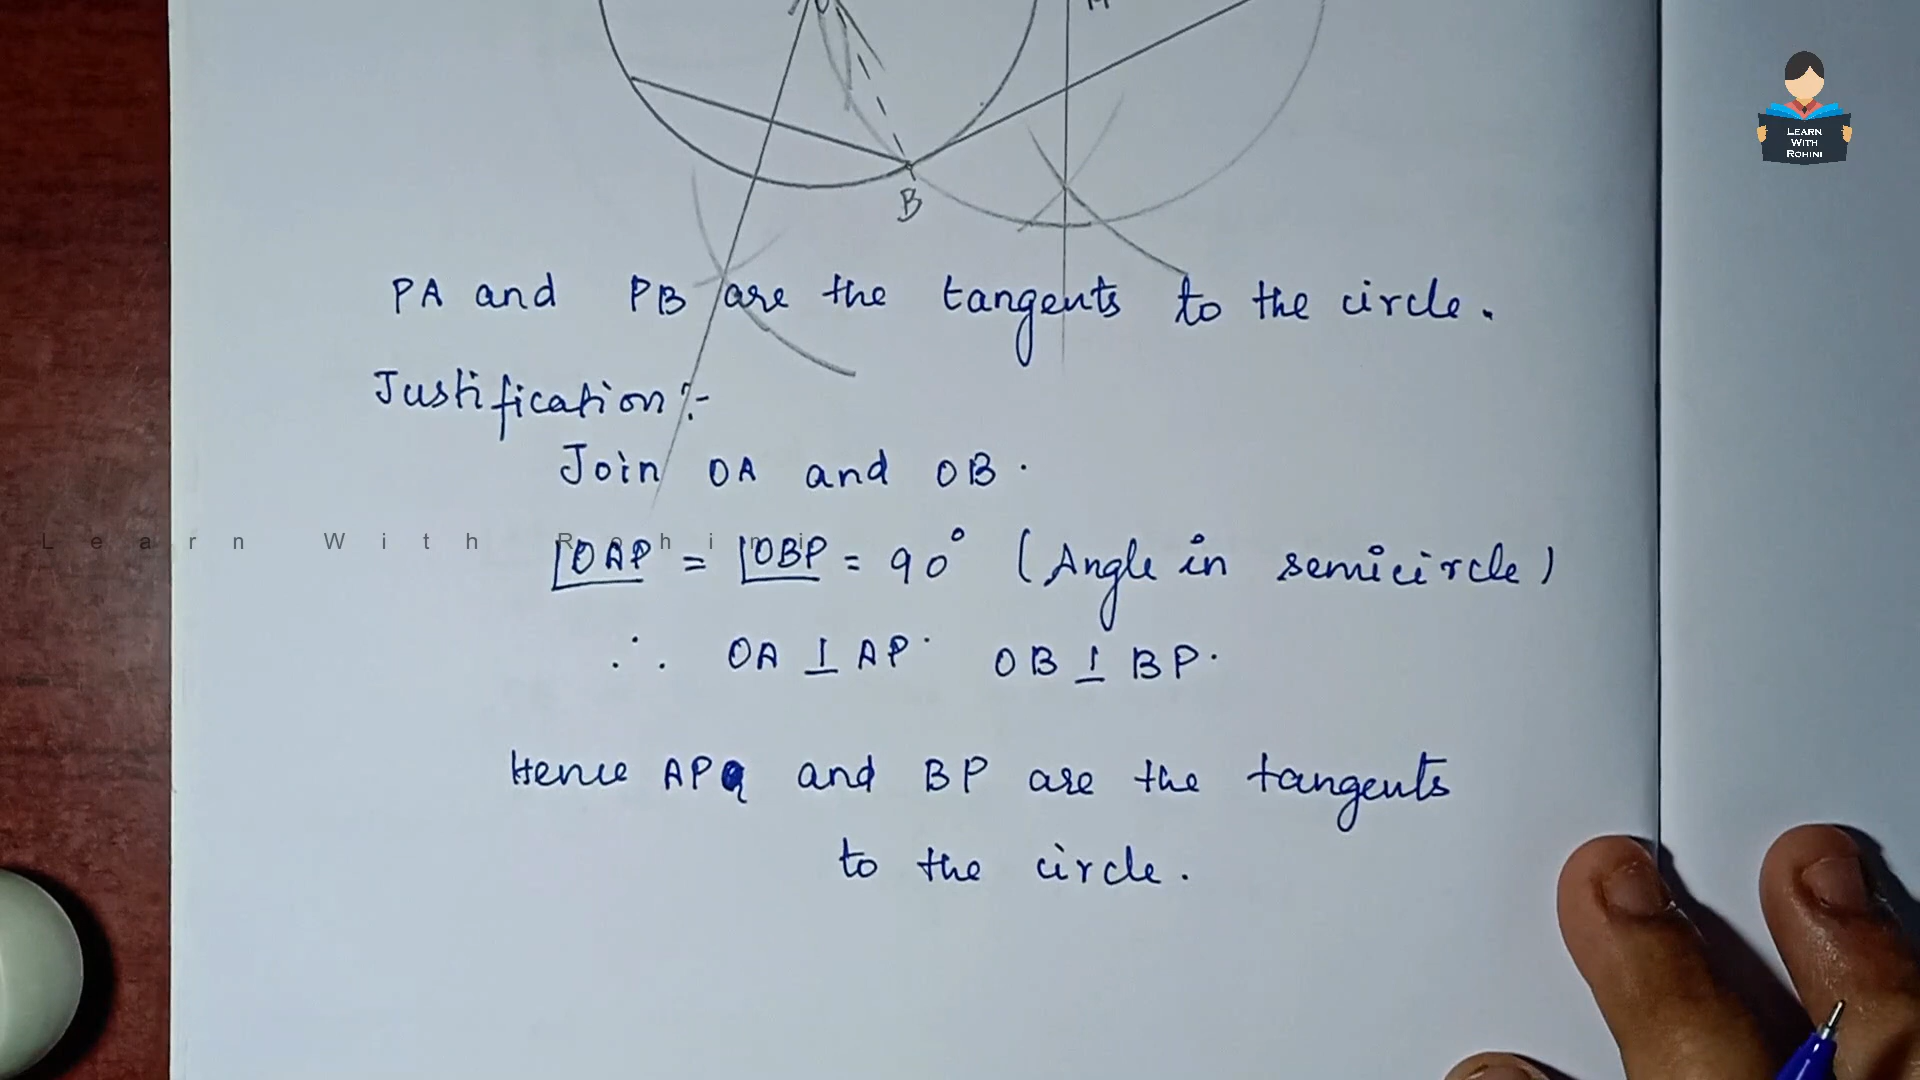 M
LEARN
WITH
ROHINI
B
PA and PB are the tangents to the circle.
Justification :-
Join OA and OB.
Learn With Rohini
∠OAP = ∠OBP = 90° (Angle in semicircle)
∴ OA ⊥ AP. OB ⊥ BP.
Hence AP and BP are the tangents
to the circle.